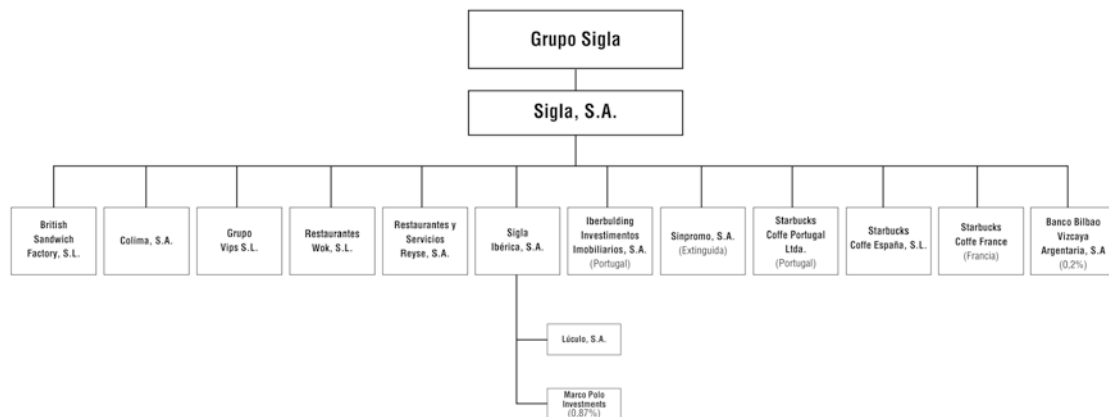 Grupo Sigla
Sigla, S.A.
British
Sandwich
Factory, S.L.
Colima, S.A.
Grupo
Vips S.L.
Restaurantes
Wok, S.L.
Restaurantes y
Servicios
Reyse, S.A.
Sigla
Ibérica, S.A.
Iberbulding
Investimentos
Imobiliarios, S.A.
(Portugal)
Sinpromo, S.A.
(Extinguida)
Starbucks
Coffe Portugal
Ltda.
(Portugal)
Starbucks
Coffe España, S.L.
Starbucks
Coffe France
(Francia)
Banco Bilbao
Vizcaya
Argentaria, S.A
(0,2%)
Lúculo, S.A.
Marco Polo
Investments
(0,87%)